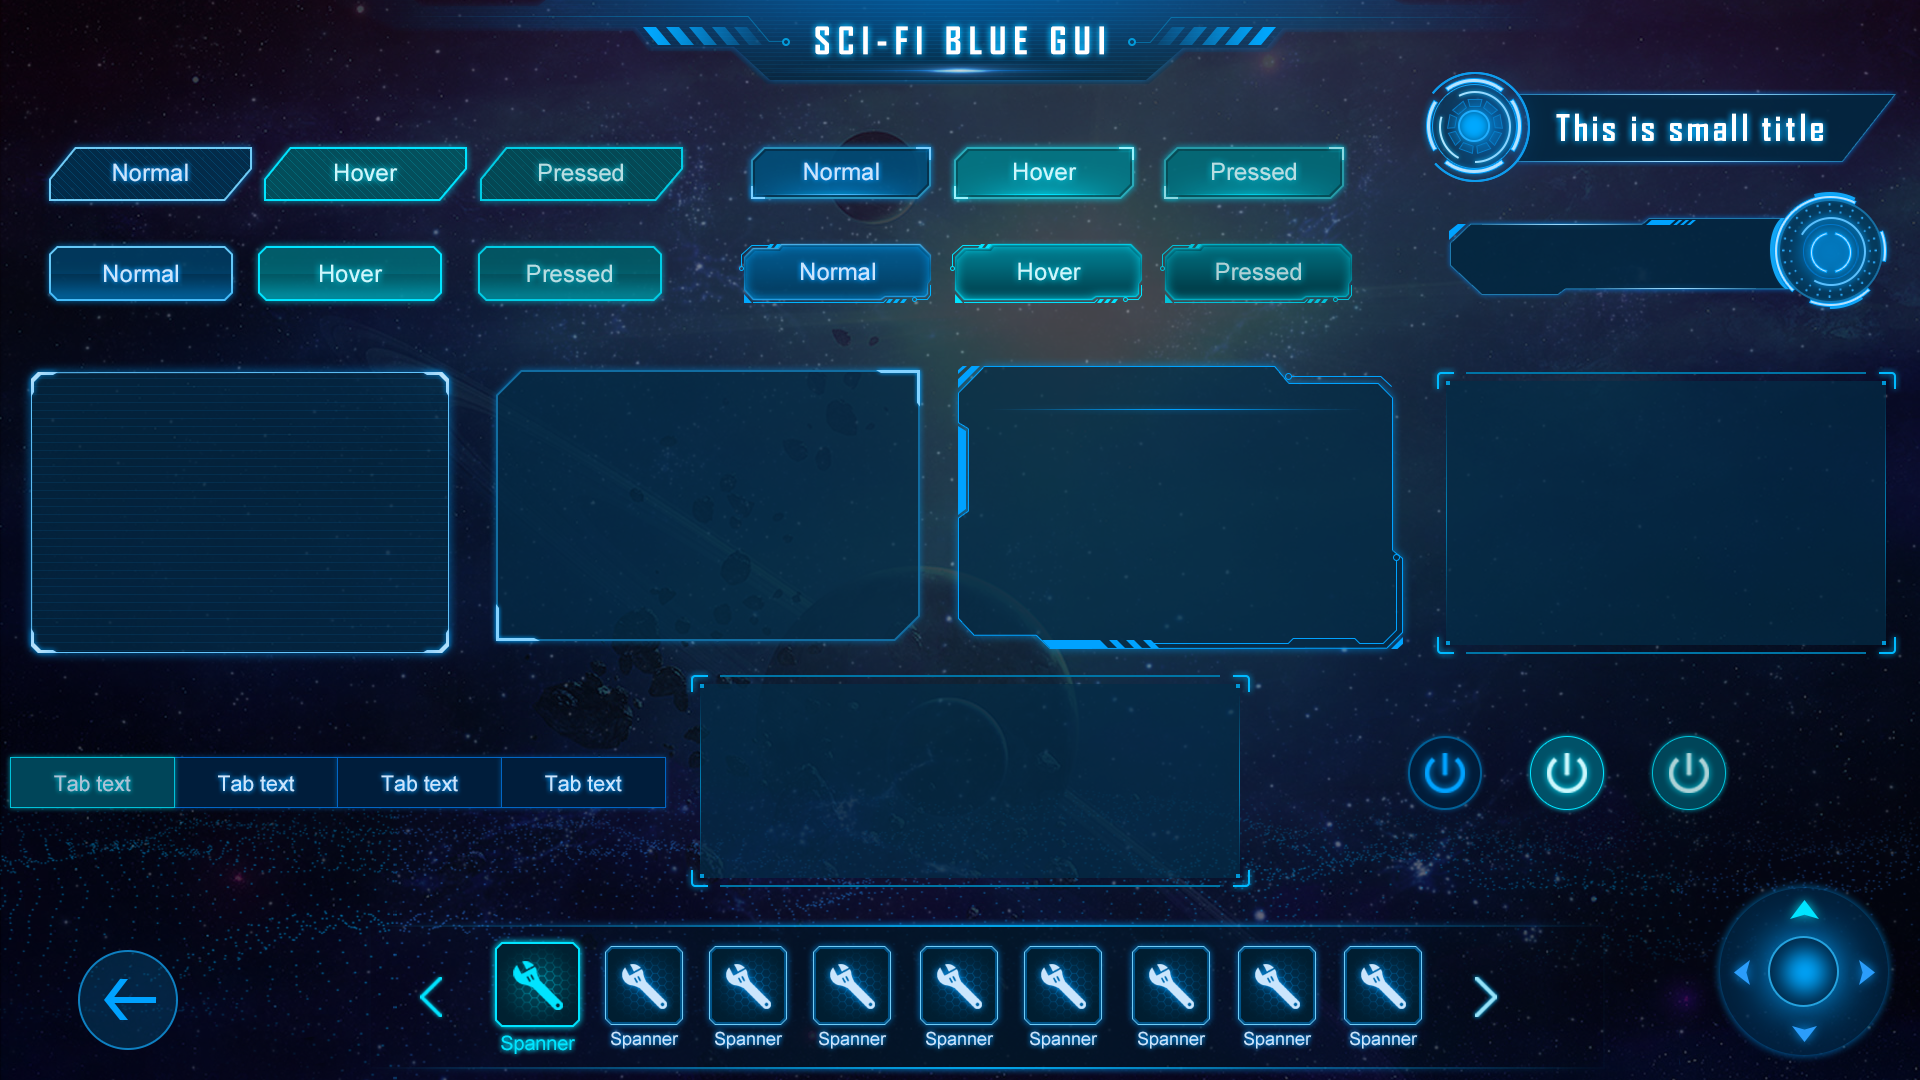 SCI-FI BLUE GUI
This is small title
Normal Hover Pressed Normal Hover Pressed
Normal Hover Pressed Normal Hover Pressed
Tab text Tab text Tab text Tab text
Spanner Spanner Spanner Spanner Spanner Spanner Spanner Spanner Spanner